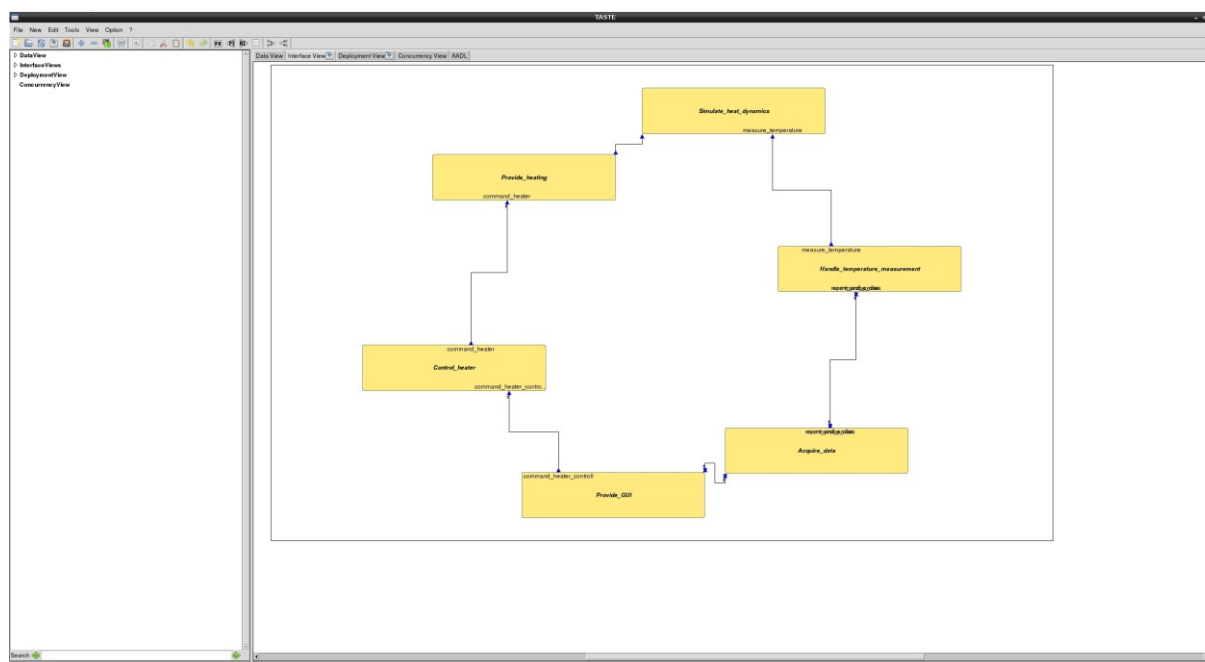 TASTE
File New Edit Tools View Option ?
DataView
InterfaceViews
DeploymentView
ConcurrencyView
Data View Interface View Deployment View Concurrency View AADL
Simulate_heat_dynamics
measure_temperature
Provide_heating
command_heater
measure_temperature
Handle_temperature_measurement
command_heater
Control_heater
command_heater_contro...
Acquire_data
command_heater_controll
Provide_GUI
Search